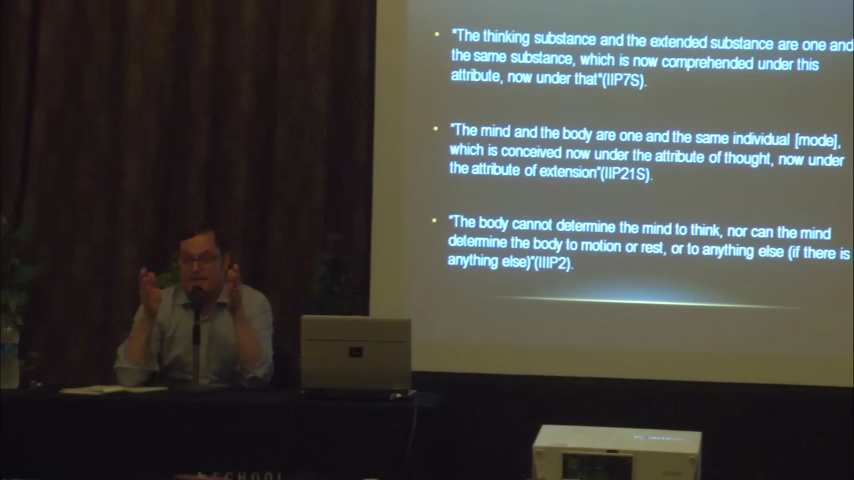 "The thinking substance and the extended substance are one and
the same substance, which is now comprehended under this
attribute, now under that"(IIP7S).
"The mind and the body are one and the same individual [mode],
which is conceived now under the attribute of thought, now under
the attribute of extension"(IIP21S).
"The body cannot determine the mind to think, nor can the mind
determine the body to motion or rest, or to anything else (if there is
anything else)"(IIIP2).